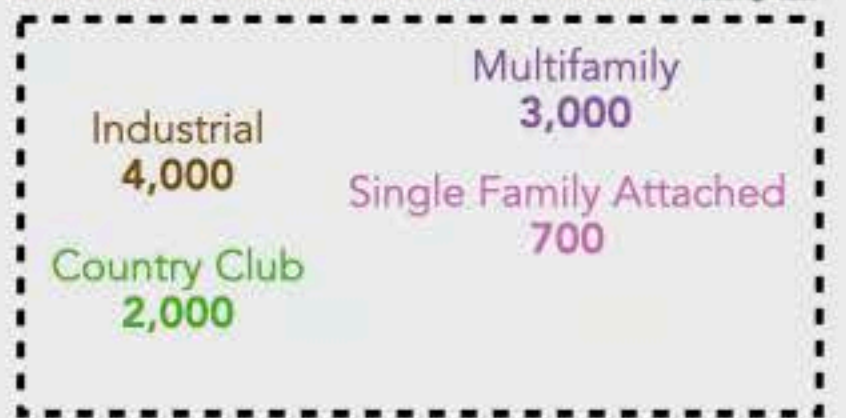 Industrial
4,000
Country Club
2,000
Multifamily
3,000
Single Family Attached
700